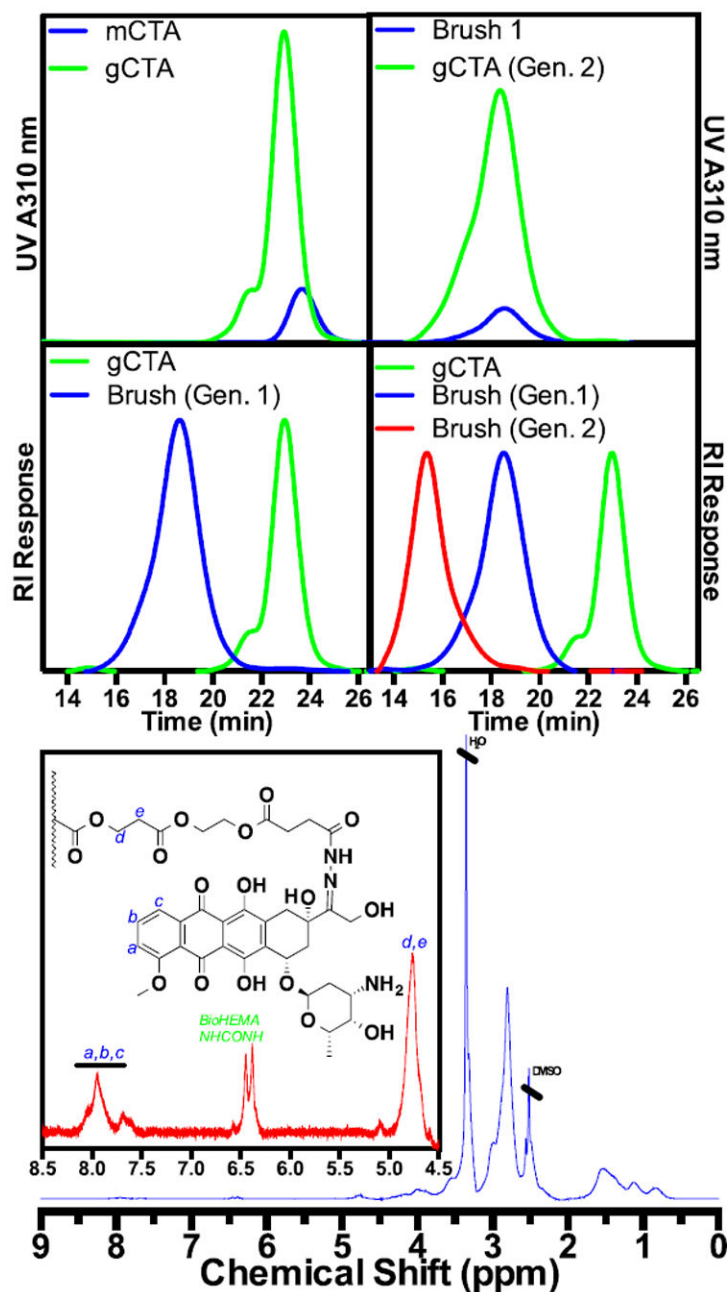 mCTA
gCTA
UV A310 nm
Brush 1
gCTA (Gen. 2)
UV A310 nm
gCTA
Brush (Gen. 1)
RI Response
14 16 18 20 22 24 26
Time (min)
gCTA
Brush (Gen.1)
Brush (Gen. 2)
RI Response
14 16 18 20 22 24 26
Time (min)
H₂O
DMSO
O
O
O
d
e
O
O
O
O
O
O
NH
N
b
c
a
O
OH
HO
OH
O
O
OH
O
NH₂
O
OH
d,e
BioHEMA
NHCONH
a,b,c
8.5 8.0 7.5 7.0 6.5 6.0 5.5 5.0 4.5
9 8 7 6 5 4 3 2 1 0
Chemical Shift (ppm)